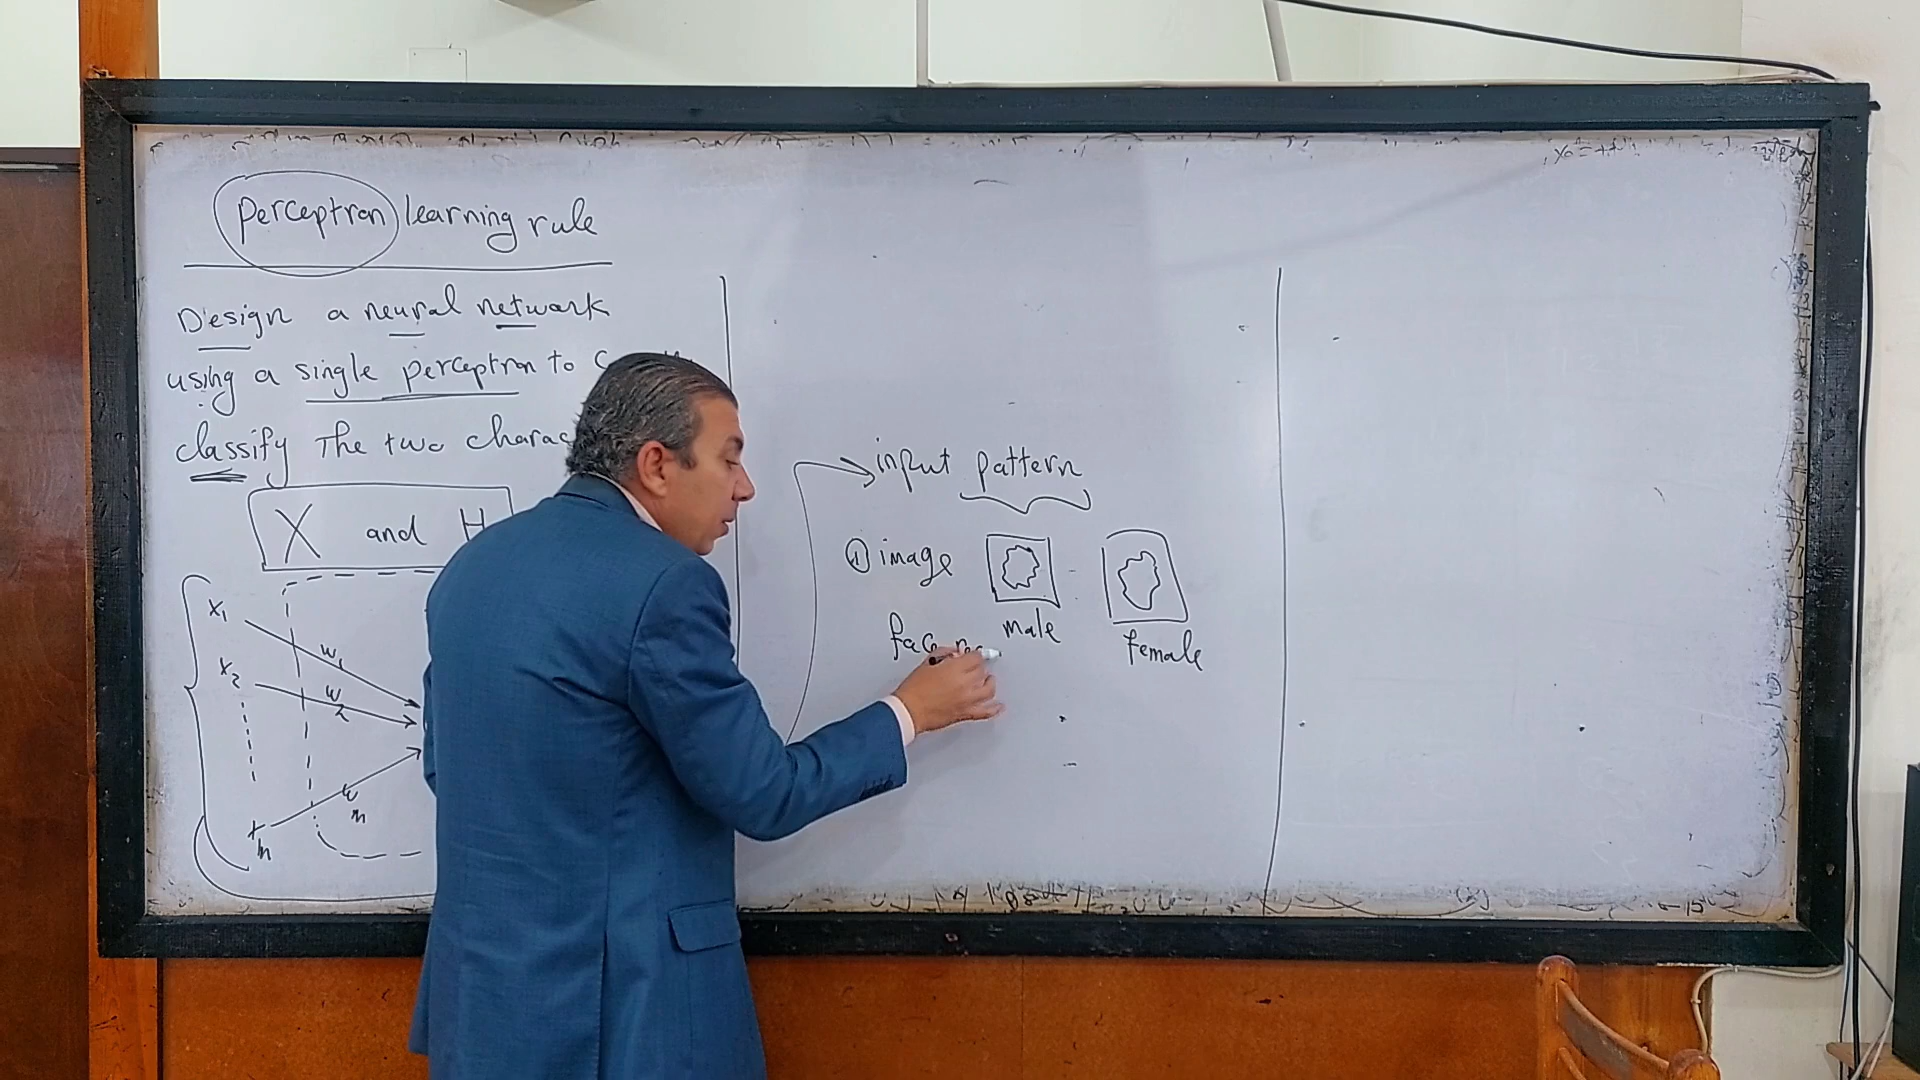 perceptron learning rule
Design a neural network
using a single perceptron to
classify The two charac
X and H
x1
w1
x2
w2
xn
wn
input pattern
① image
male
female
face rec